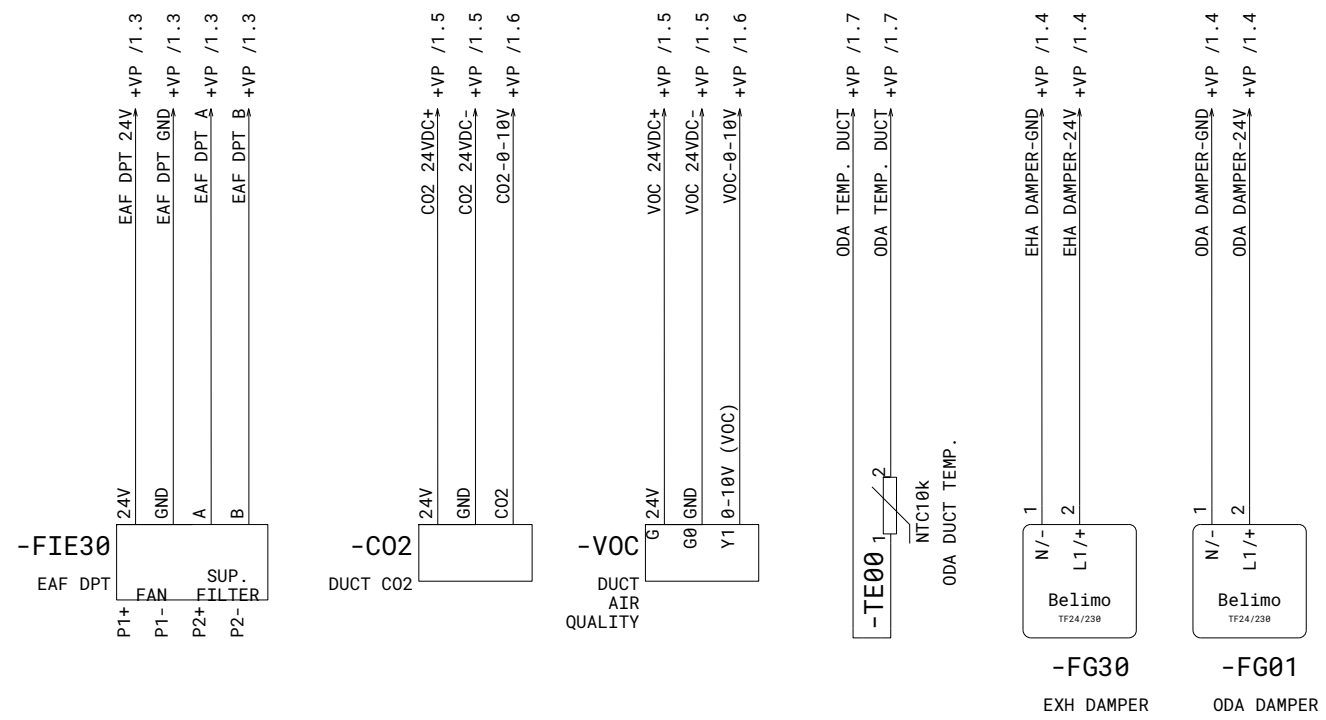 +VP /1.3
+VP /1.3
+VP /1.3
+VP /1.3
+VP /1.5
+VP /1.5
+VP /1.6
+VP /1.5
+VP /1.5
+VP /1.6
+VP /1.7
+VP /1.7
+VP /1.4
+VP /1.4
+VP /1.4
+VP /1.4
EAF DPT 24V
EAF DPT GND
EAF DPT A
EAF DPT B
CO2 24VDC+
CO2 24VDC-
CO2-0-10V
VOC 24VDC+
VOC 24VDC-
VOC-0-10V
ODA TEMP. DUCT
ODA TEMP. DUCT
EHA DAMPER-GND
EHA DAMPER-24V
ODA DAMPER-GND
ODA DAMPER-24V
24V
GND
A
B
-FIE30
EAF DPT
FAN
SUP.
FILTER
P1+
P1-
P2+
P2-
24V
GND
CO2
-CO2
DUCT CO2
G 24V
G0 GND
Y1 0-10V (VOC)
-VOC
DUCT
AIR
QUALITY
2
1
-TE00
NTC10k
ODA DUCT TEMP.
1
2
N/-
L1/+
Belimo
TF24/230
-FG30
EXH DAMPER
1
2
N/-
L1/+
Belimo
TF24/230
-FG01
ODA DAMPER